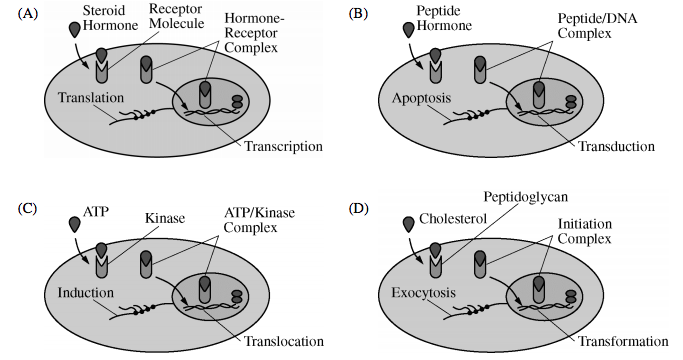 (A)
Steroid
Hormone
Receptor
Molecule
Hormone-
Receptor
Complex
Translation
Transcription
(B)
Peptide
Hormone
Peptide/DNA
Complex
Apoptosis
Transduction
(C)
ATP
Kinase
ATP/Kinase
Complex
Induction
Translocation
(D)
Cholesterol
Peptidoglycan
Initiation
Complex
Exocytosis
Transformation